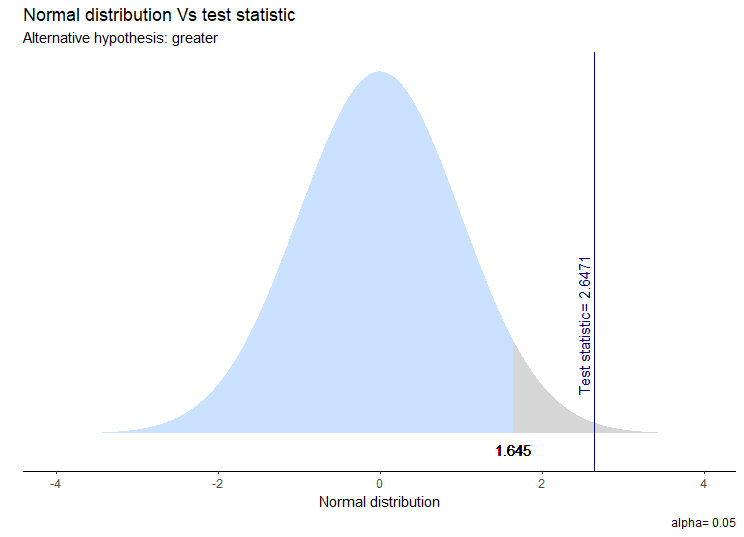 Normal distribution Vs test statistic
Alternative hypothesis: greater
Test statistic= 2.6471
1.645
-4
-2
0
2
4
Normal distribution
alpha= 0.05